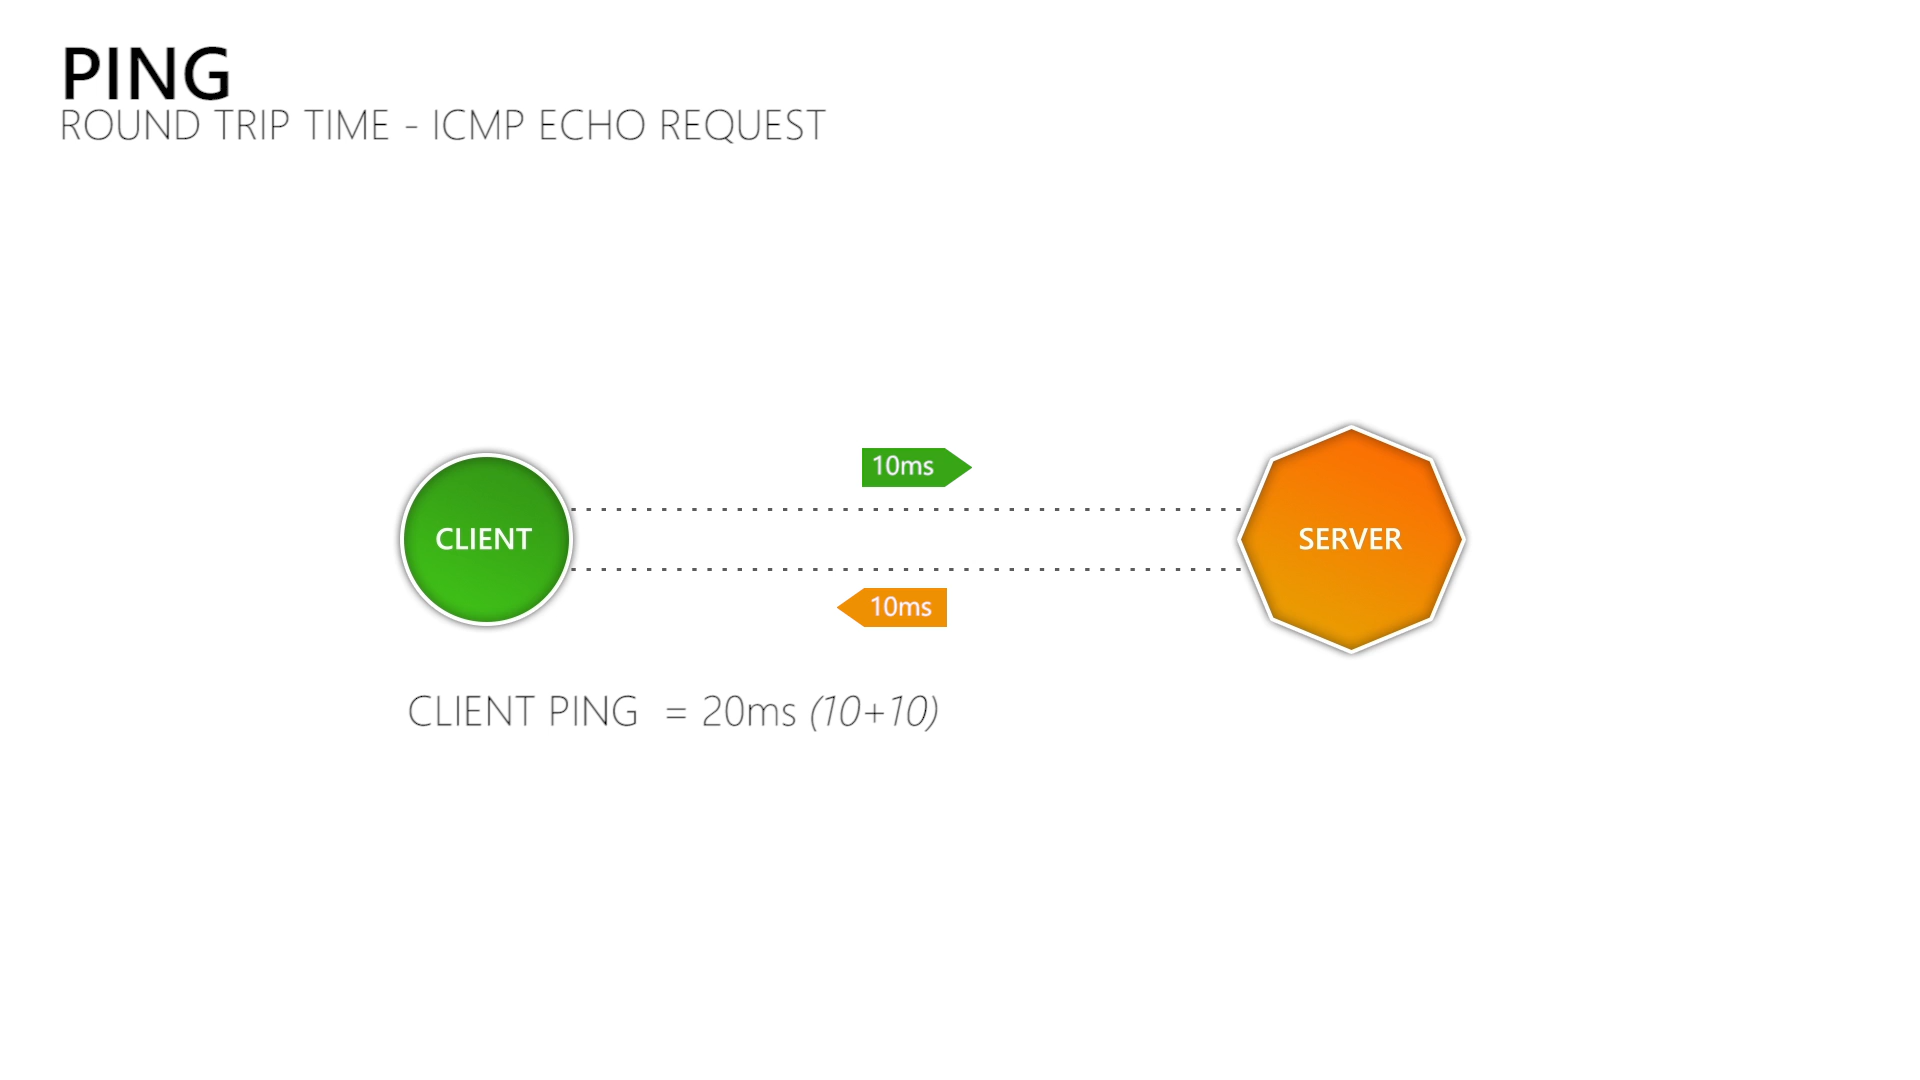 PING
ROUND TRIP TIME - ICMP ECHO REQUEST
10ms
CLIENT
SERVER
10ms
CLIENT PING = 20ms (10+10)